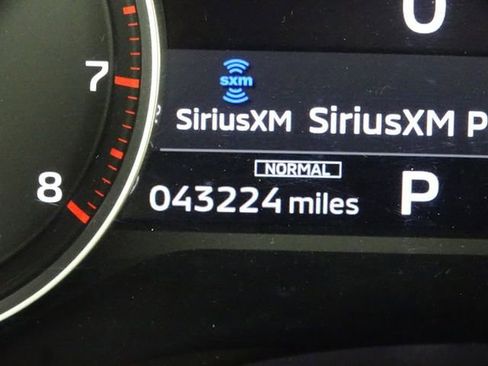 0
7
sxm
SiriusXM SiriusXM P
NORMAL
8
043224 miles P